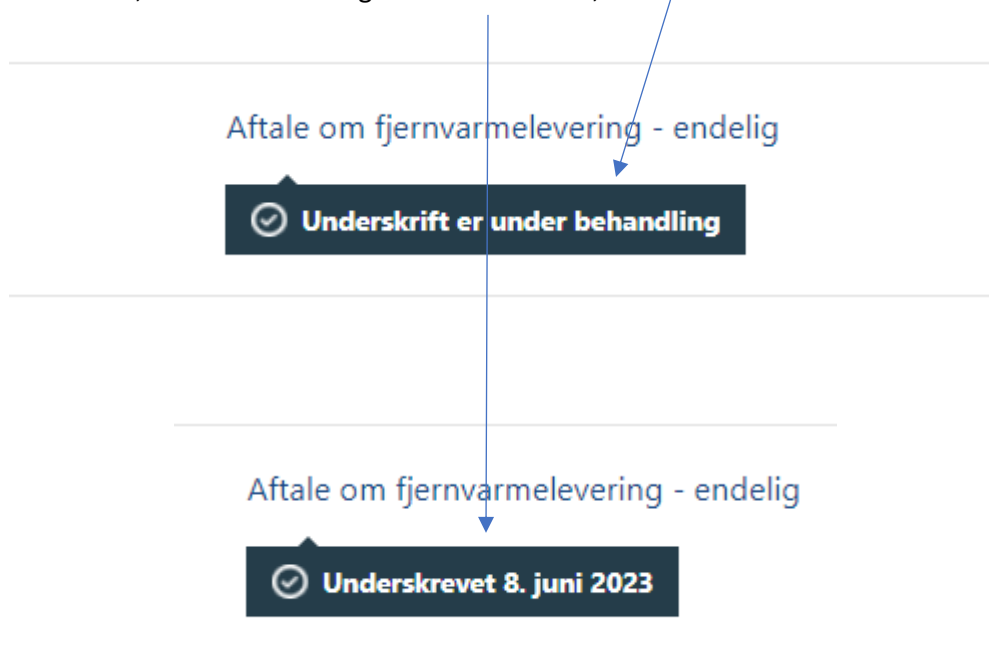 Aftale om fjernvarmelevering - endelig
Underskrift er under behandling
Aftale om fjernvarmelevering - endelig
Underskrevet 8. juni 2023